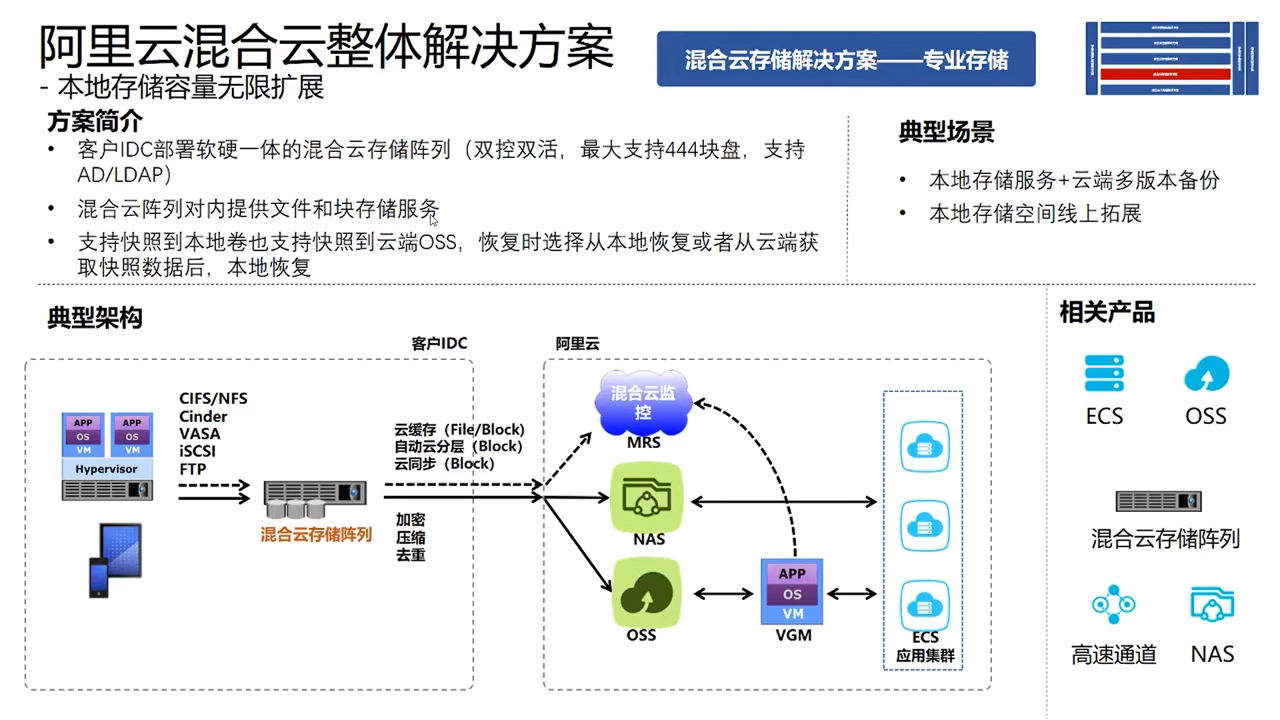 阿里云混合云整体解决方案
- 本地存储容量无限扩展
混合云存储解决方案——专业存储
方案简介
• 客户IDC部署软硬一体的混合云存储阵列（双控双活，最大支持444块盘，支持
AD/LDAP）
• 混合云阵列对内提供文件和块存储服务
• 支持快照到本地卷也支持快照到云端OSS，恢复时选择从本地恢复或者从云端获
取快照数据后，本地恢复
典型场景
• 本地存储服务+云端多版本备份
• 本地存储空间线上拓展
典型架构
客户IDC
APP
OS
VM
APP
OS
VM
Hypervisor
CIFS/NFS
Cinder
VASA
iSCSI
FTP
混合云存储阵列
云缓存（File/Block）
自动云分层（Block）
云同步（Block）
加密
压缩
去重
阿里云
混合云监
控
MRS
NAS
OSS
APP
OS
VM
VGM
ECS
应用集群
相关产品
ECS
OSS
混合云存储阵列
高速通道
NAS